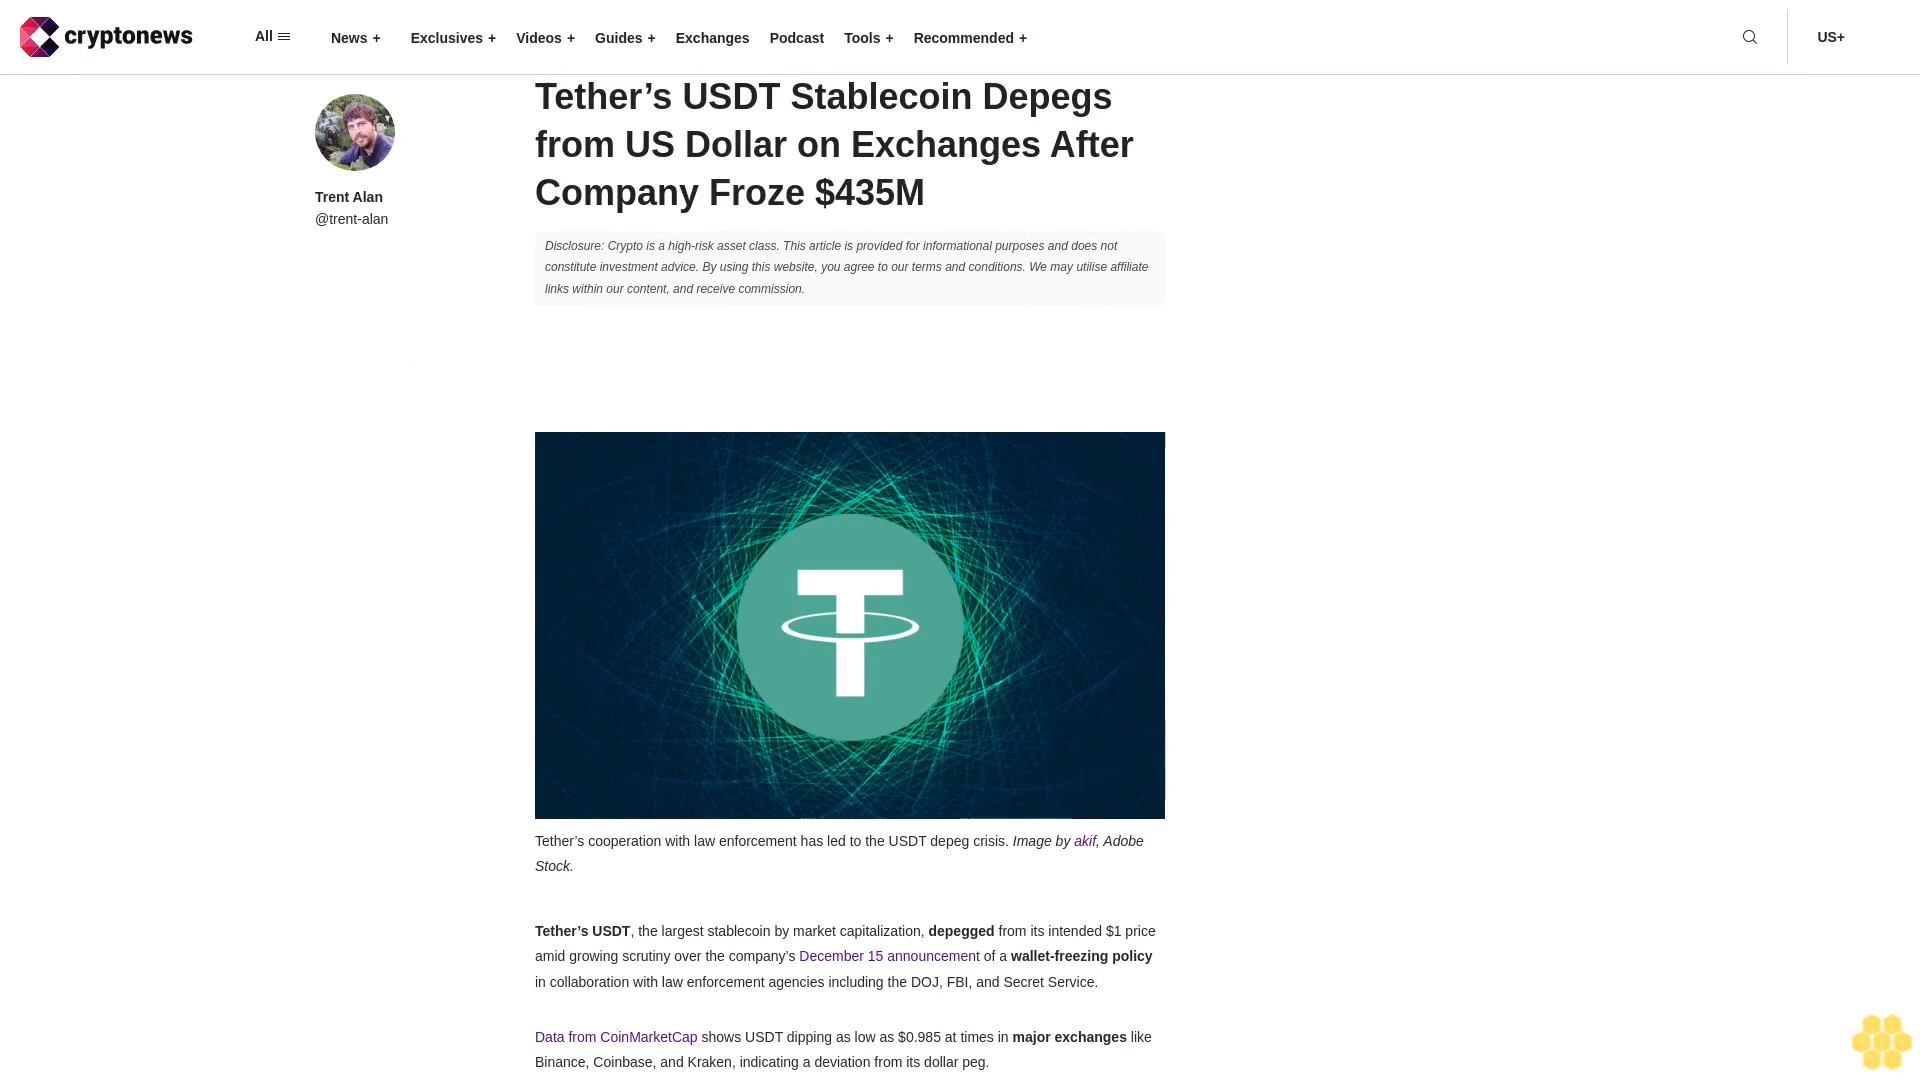 cryptonews
All
News +
Exclusives +
Videos +
Guides +
Exchanges
Podcast
Tools +
Recommended +
US+
Trent Alan
@trent-alan
Tether’s USDT Stablecoin Depegs
from US Dollar on Exchanges After
Company Froze $435M
Disclosure: Crypto is a high-risk asset class. This article is provided for informational purposes and does not
constitute investment advice. By using this website, you agree to our terms and conditions. We may utilise affiliate
links within our content, and receive commission.
Tether’s cooperation with law enforcement has led to the USDT depeg crisis. Image by akif, Adobe
Stock.
Tether’s USDT, the largest stablecoin by market capitalization, depegged from its intended $1 price
amid growing scrutiny over the company’s December 15 announcement of a wallet-freezing policy
in collaboration with law enforcement agencies including the DOJ, FBI, and Secret Service.
Data from CoinMarketCap shows USDT dipping as low as $0.985 at times in major exchanges like
Binance, Coinbase, and Kraken, indicating a deviation from its dollar peg.